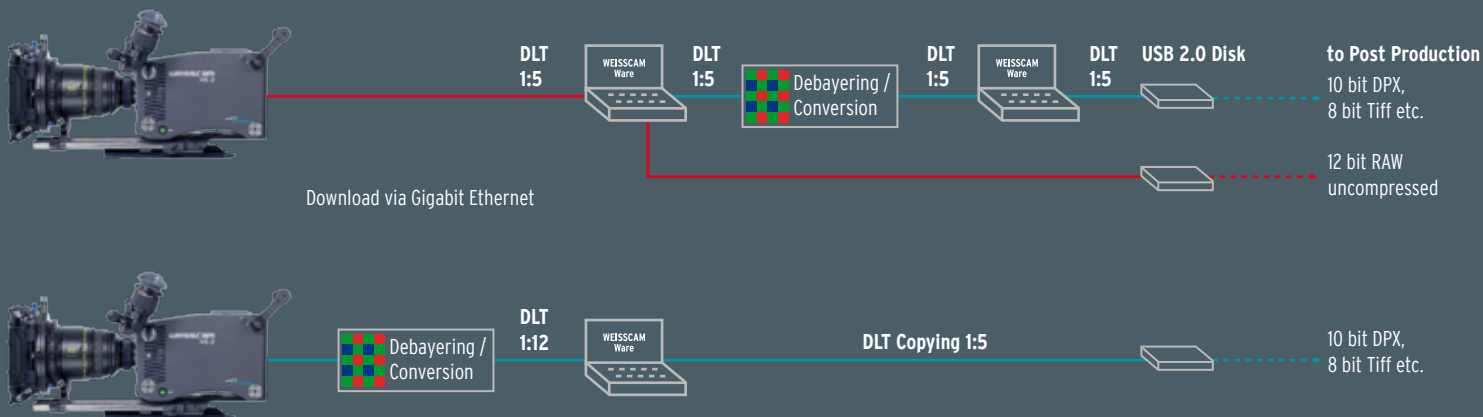 DLT
1:5
WEISSCAM
Ware
DLT
1:5
Debayering /
Conversion
DLT
1:5
WEISSCAM
Ware
DLT
1:5
USB 2.0 Disk
to Post Production
10 bit DPX,
8 bit Tiff etc.
12 bit RAW
uncompressed
Download via Gigabit Ethernet
weisscam
Debayering /
Conversion
DLT
1:12
WEISSCAM
Ware
DLT Copying 1:5
10 bit DPX,
8 bit Tiff etc.
weisscam